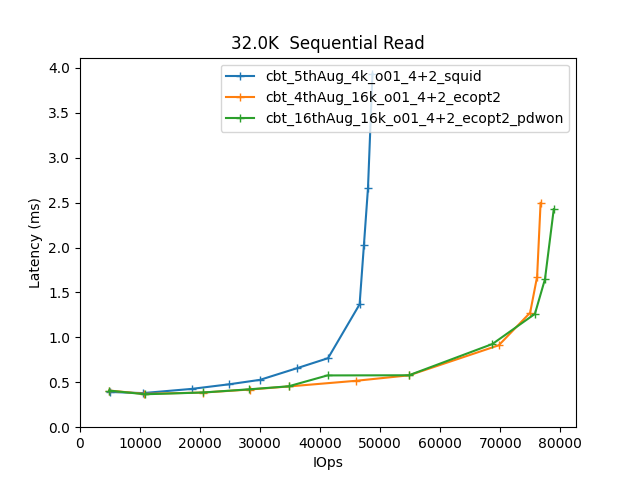 32.0K  Sequential Read
cbt_5thAug_4k_o01_4+2_squid
cbt_4thAug_16k_o01_4+2_ecopt2
cbt_16thAug_16k_o01_4+2_ecopt2_pdwon
Latency (ms)
4.0
3.5
3.0
2.5
2.0
1.5
1.0
0.5
0.0
0 10000 20000 30000 40000 50000 60000 70000 80000
IOps